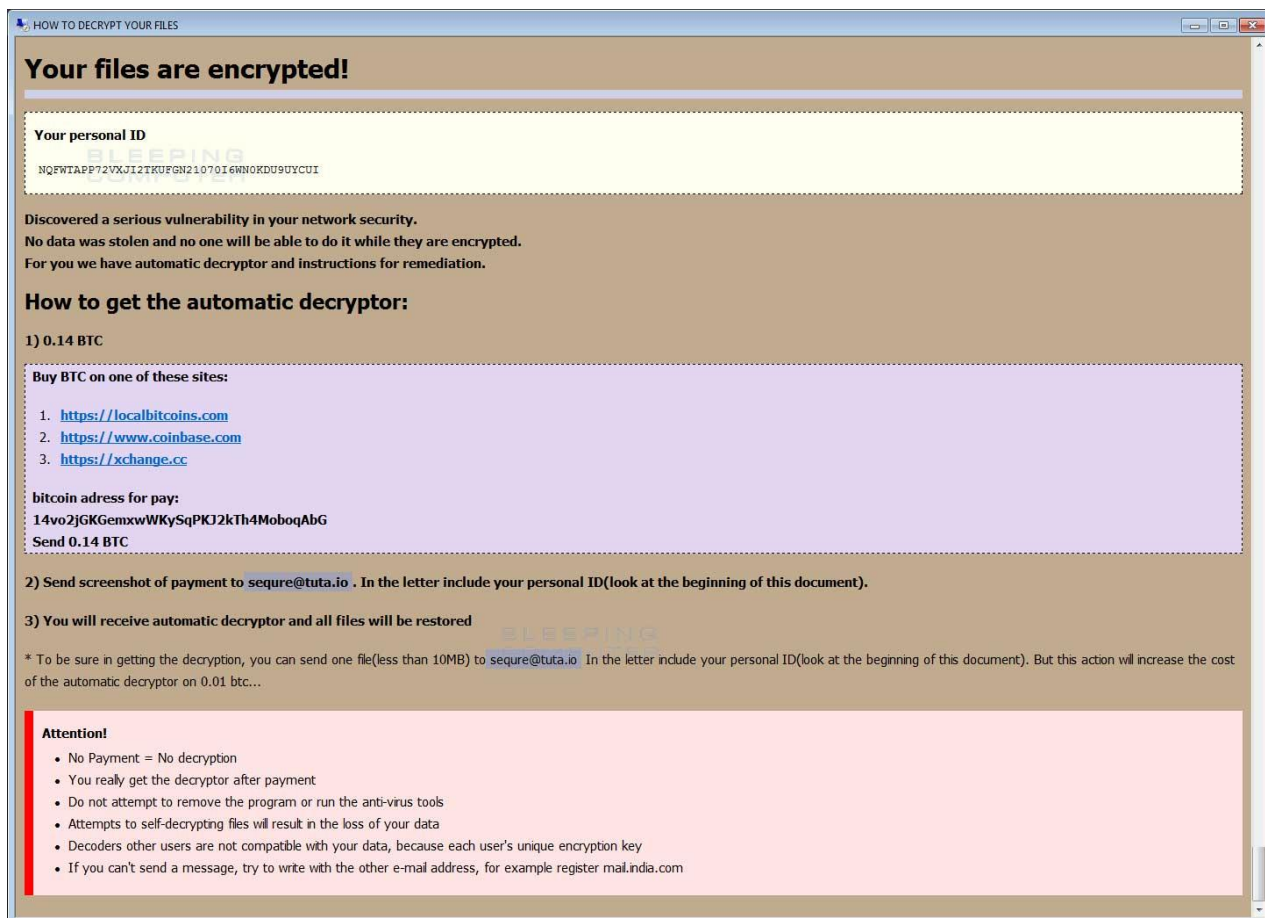 HOW TO DECRYPT YOUR FILES
Your files are encrypted!
Your personal ID
BLEEPING
COMPUTER
NQFWTAPP72VXJI2TKUFGN21070I6WN0KDU9UYCUI
Discovered a serious vulnerability in your network security.
No data was stolen and no one will be able to do it while they are encrypted.
For you we have automatic decryptor and instructions for remediation.
How to get the automatic decryptor:
1) 0.14 BTC
Buy BTC on one of these sites:
1. https://localbitcoins.com
2. https://www.coinbase.com
3. https://xchange.cc
bitcoin adress for pay:
14vo2jGKGemxwWKySqPKJ2kTh4MoboqAbG
Send 0.14 BTC
2) Send screenshot of payment to sequre@tuta.io . In the letter include your personal ID(look at the beginning of this document).
3) You will receive automatic decryptor and all files will be restored
BLEEPING
* To be sure in getting the decryption, you can send one file(less than 10MB) to sequre@tuta.io In the letter include your personal ID(look at the beginning of this document). But this action will increase the cost
of the automatic decryptor on 0.01 btc...
Attention!
• No Payment = No decryption
• You really get the decryptor after payment
• Do not attempt to remove the program or run the anti-virus tools
• Attempts to self-decrypting files will result in the loss of your data
• Decoders other users are not compatible with your data, because each user's unique encryption key
• If you can't send a message, try to write with the other e-mail address, for example register mail.india.com